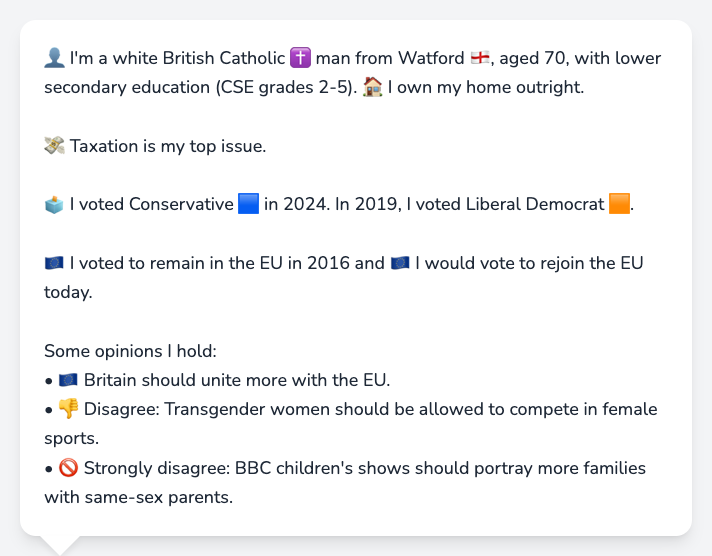 👤 I'm a white British Catholic ✝️ man from Watford 🏴󠁧󠁢󠁥󠁮󠁧󠁿, aged 70, with lower
secondary education (CSE grades 2-5). 🏠 I own my home outright.
💸 Taxation is my top issue.
🗳️ I voted Conservative 🟦 in 2024. In 2019, I voted Liberal Democrat 🟧.
🇪🇺 I voted to remain in the EU in 2016 and 🇪🇺 I would vote to rejoin the EU
today.
Some opinions I hold:
• 🇪🇺 Britain should unite more with the EU.
• 👎 Disagree: Transgender women should be allowed to compete in female
sports.
• 🚫 Strongly disagree: BBC children's shows should portray more families
with same-sex parents.